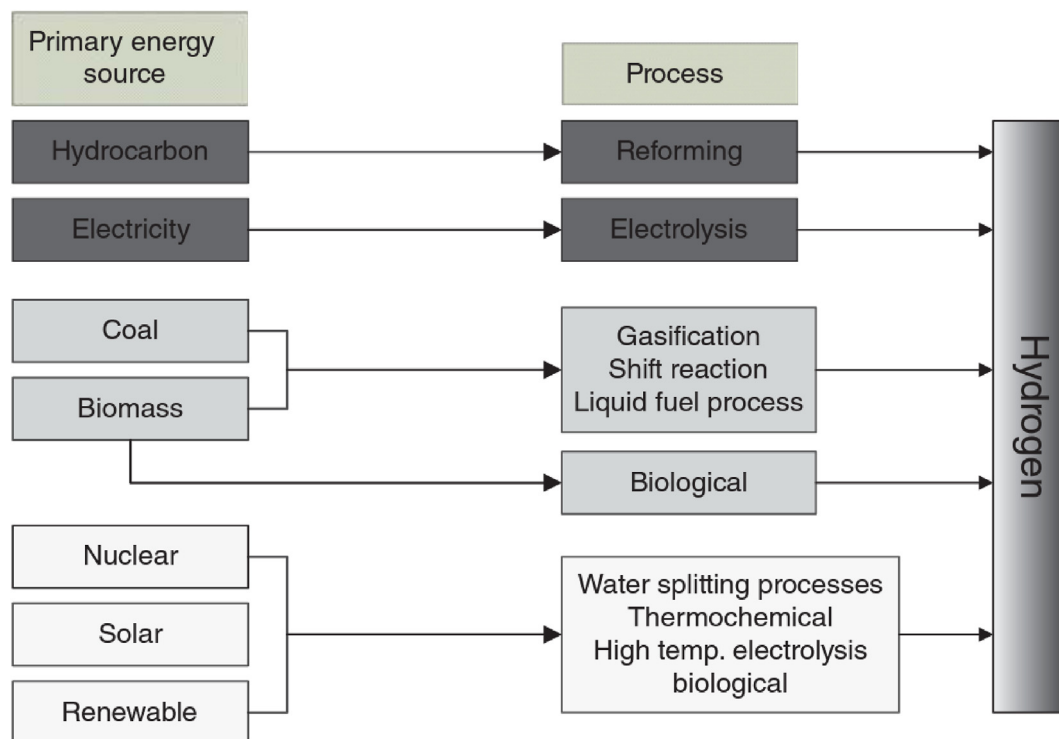 Primary energy
source
Process
Hydrocarbon
Reforming
Electricity
Electrolysis
Coal
Biomass
Gasification
Shift reaction
Liquid fuel process
Biological
Nuclear
Solar
Renewable
Water splitting processes
Thermochemical
High temp. electrolysis
biological
Hydrogen